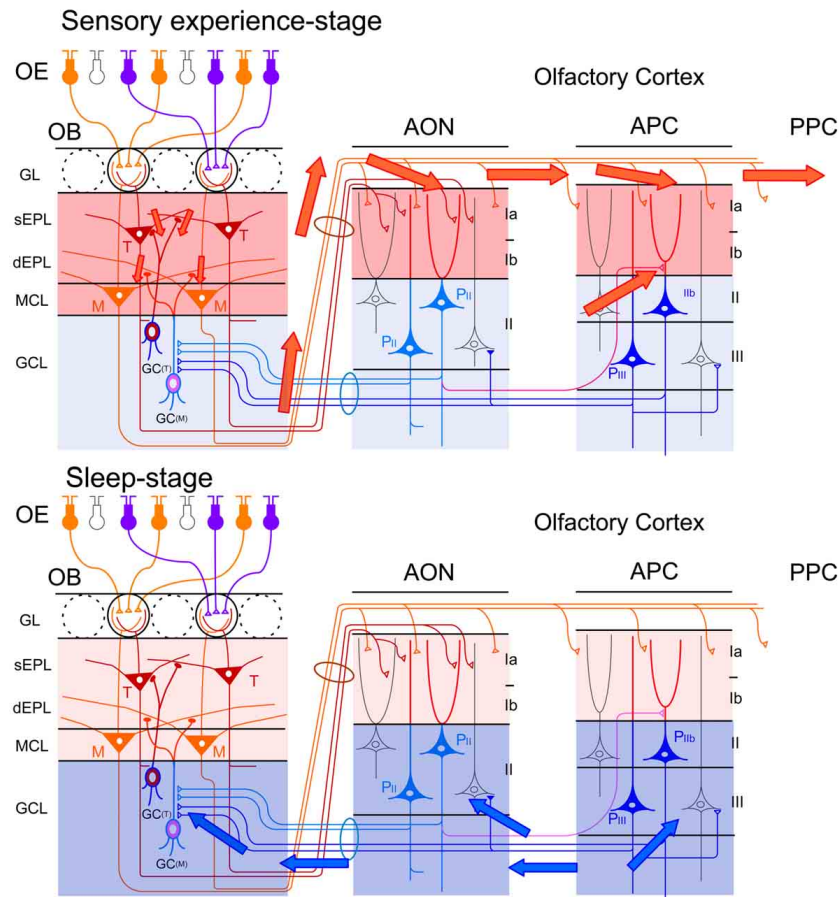 Sensory experience-stage
OE
Olfactory Cortex
OB
AON
APC
PPC
GL
sEPL
T
T
Ia
Ib
dEPL
MCL
M
M
PII
IIb
II
II
GCL
PII
PIII
III
GC(T)
GC(M)
Sleep-stage
OE
Olfactory Cortex
OB
AON
APC
PPC
GL
sEPL
T
T
Ia
Ib
dEPL
MCL
M
M
PII
PIIb
II
II
GCL
PII
PIII
III
GC(T)
GC(M)